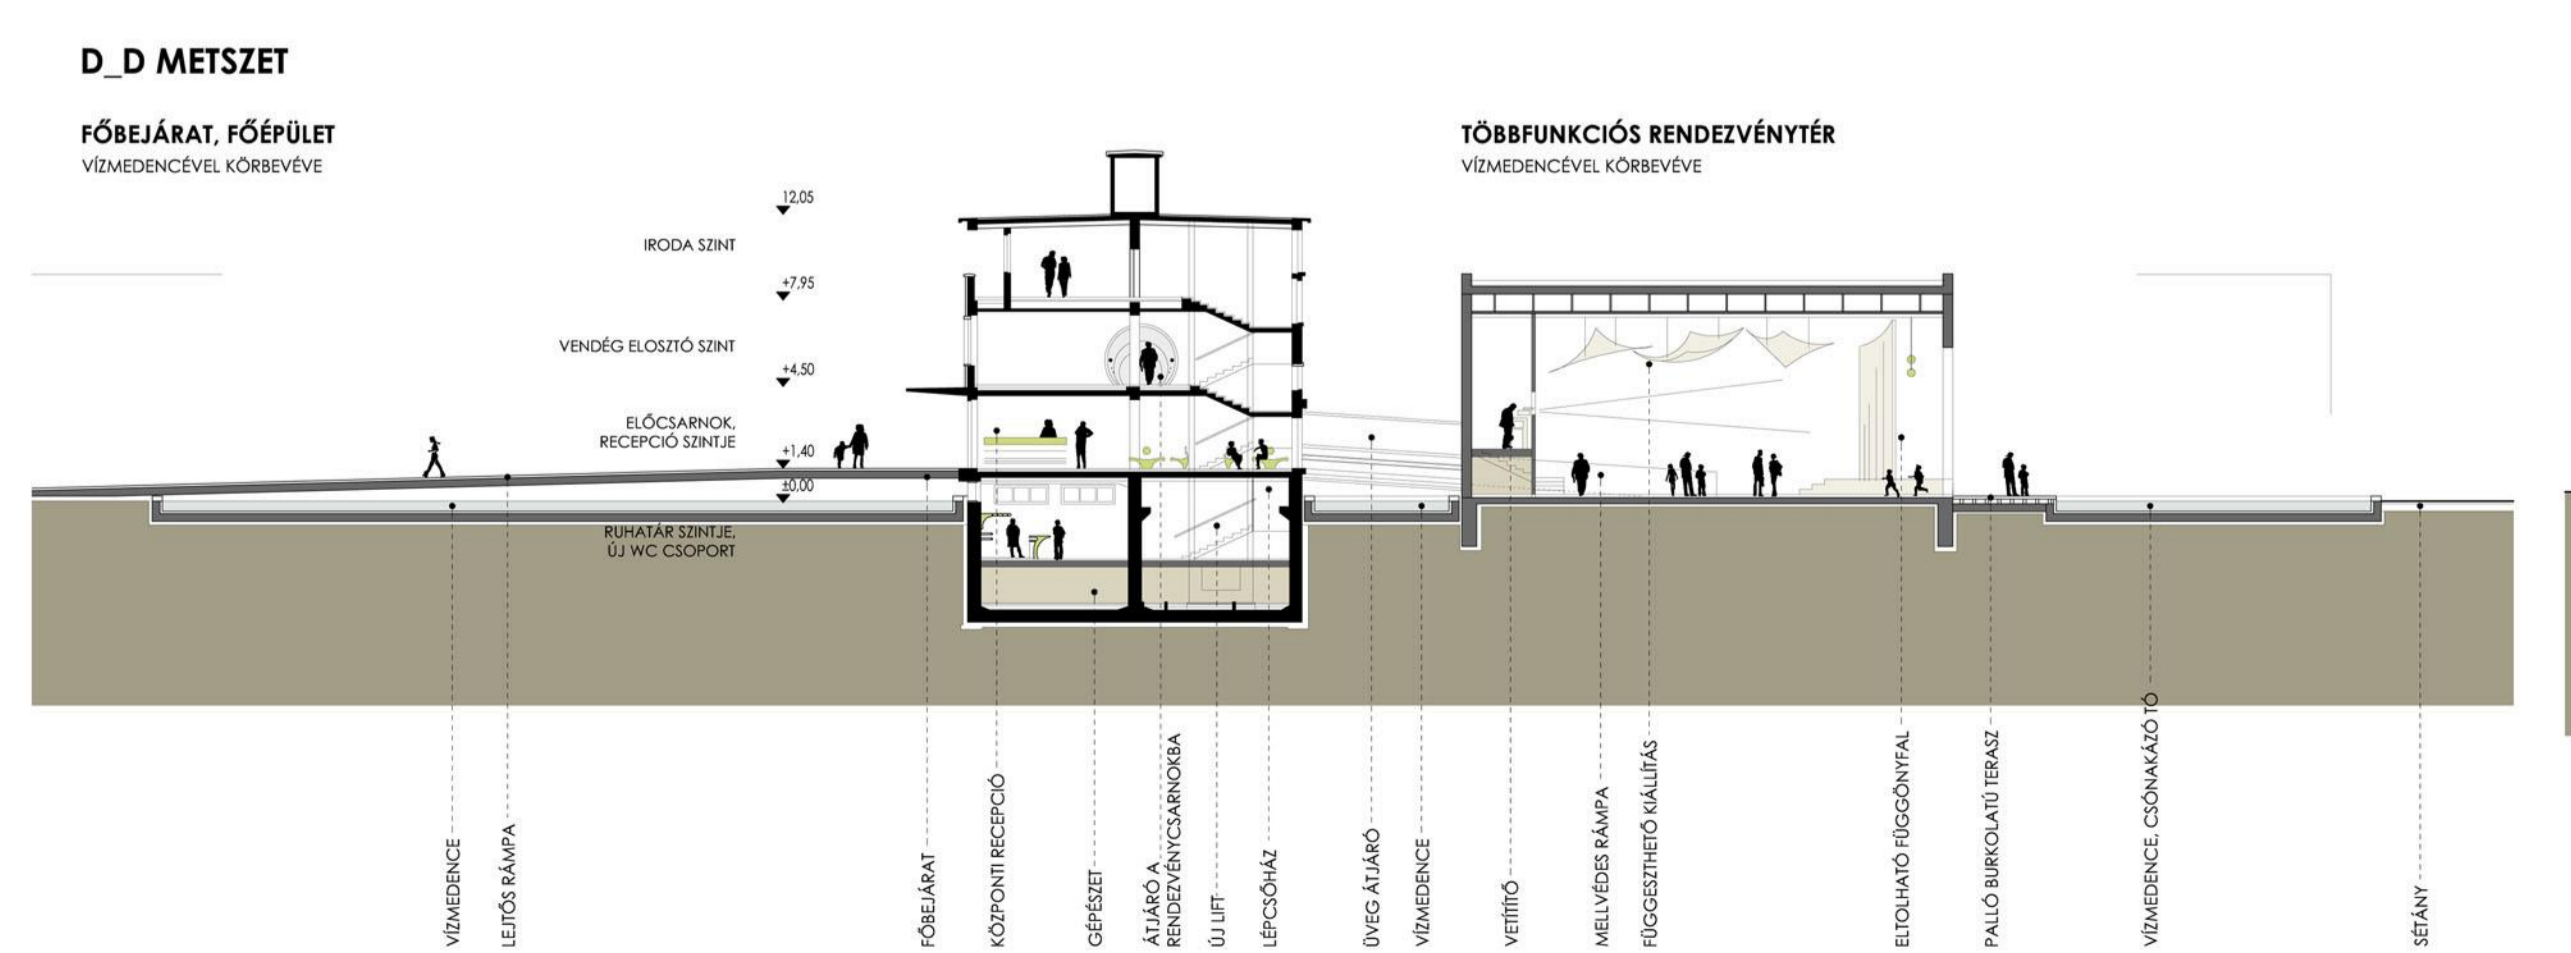 D_D METSZET
FŐBEJÁRAT, FŐÉPÜLET
VÍZMEDENCÉVEL KÖRBEVÉVE
TÖBBFUNKCIÓS RENDEZVÉNYTÉR
VÍZMEDENCÉVEL KÖRBEVÉVE
12,05
IRODA SZINT
+7,95
VENDÉG ELOSZTÓ SZINT
+4,50
ELŐCSARNOK,
RECEPCIÓ SZINTJE
+1,40
±0,00
RUHATÁR SZINTJE,
ÚJ WC CSOPORT
VÍZMEDENCE
LEJTŐS RÁMPA
FŐBEJÁRAT
KÖZPONTI RECEPCIÓ
GÉPÉSZET
ÁTJÁRÓ A
RENDEZVÉNYCSARNOKBA
ÚJ LIFT
LÉPCSŐHÁZ
ÜVEG ÁTJÁRÓ
VÍZMEDENCE
VETÍTÍTŐ
MELLVÉDES RÁMPA
FÜGGESZTHETŐ KIÁLLÍTÁS
ELTOLHATÓ FÜGGÖNYFAL
PALLÓ BURKOLATÚ TERASZ
VÍZMEDENCE, CSÓNAKÁZÓ TÓ
SÉTÁNY